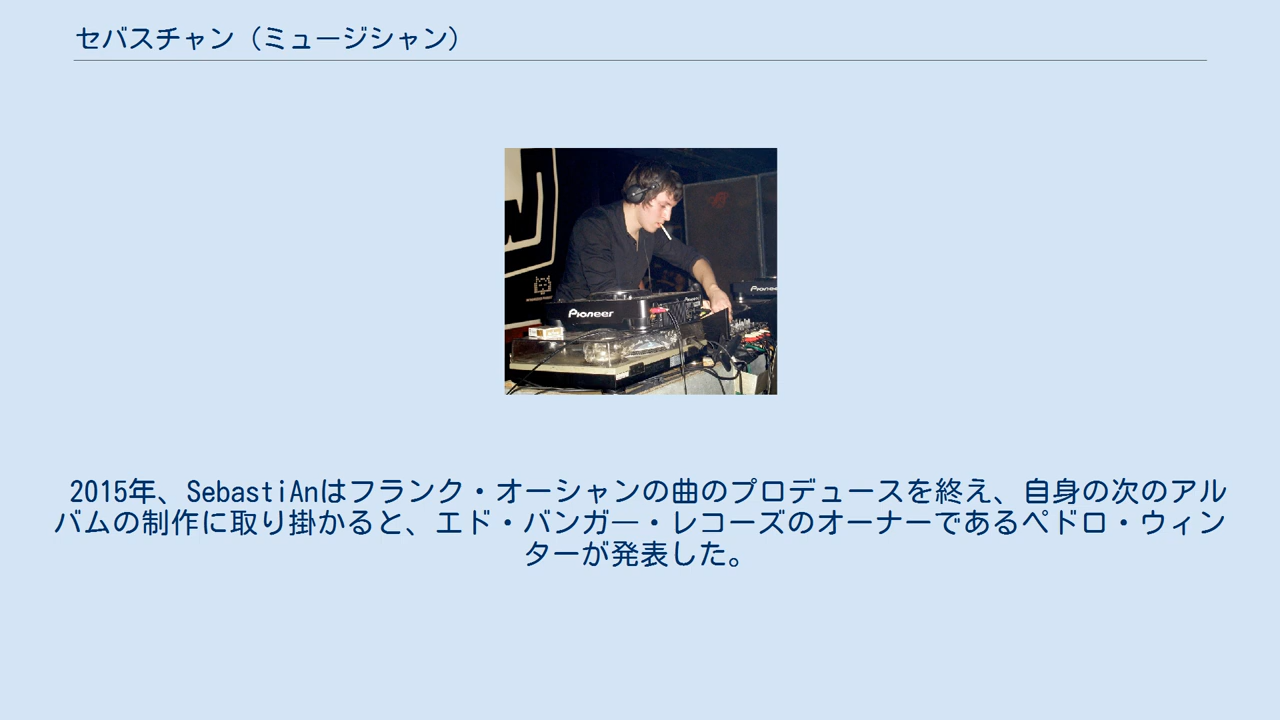 セバスチャン（ミュージシャン）
Pioneer
Pioneer
2015年、SebastiAnはフランク・オーシャンの曲のプロデュースを終え、自身の次のアル
バムの制作に取り掛かると、エド・バンガ―・レコーズのオーナーであるペドロ・ウィン
ターが発表した。